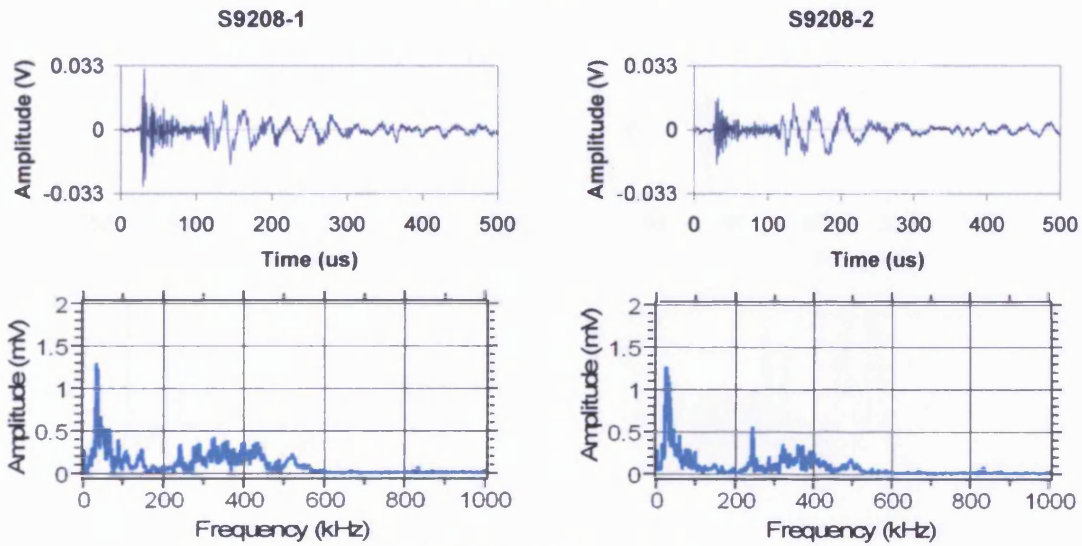 S9208-1
Amplitude (V)
0.033
0
-0.033
0 100 200 300 400 500
Time (us)
S9208-2
Amplitude (V)
0.033
0
-0.033
0 100 200 300 400 500
Time (us)
Amplitude (mV)
2
1.5
1
0.5
0
0 200 400 600 800 1000
Frequency (kHz)
Amplitude (mV)
2
1.5
1
0.5
0
0 200 400 600 800 1000
Frequency (kHz)